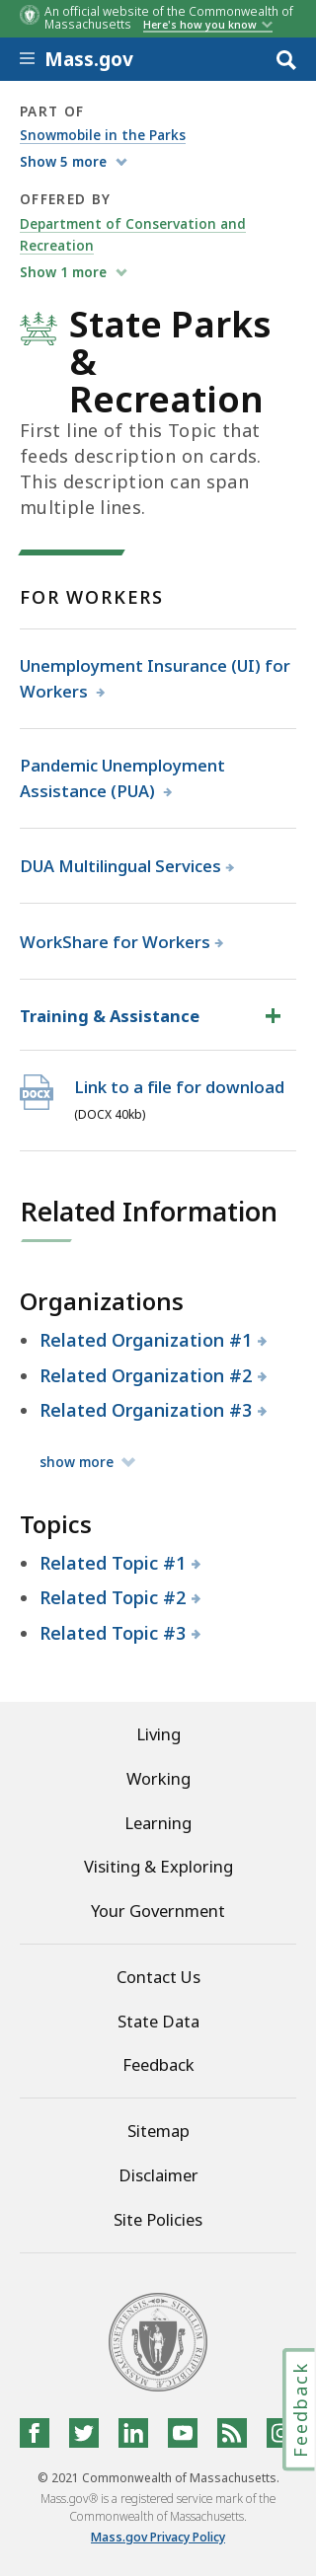 An official website of the Commonwealth of
Massachusetts Here's how you know
Mass.gov
PART OF
Snowmobile in the Parks
Show 5 more
OFFERED BY
Department of Conservation and
Recreation
Show 1 more
State Parks
&
Recreation
First line of this Topic that
feeds description on cards.
This description can span
multiple lines.
FOR WORKERS
Unemployment Insurance (UI) for
Workers
Pandemic Unemployment
Assistance (PUA)
DUA Multilingual Services
WorkShare for Workers
Training & Assistance
DOCX
Link to a file for download
(DOCX 40kb)
Related Information
Organizations
Related Organization #1
Related Organization #2
Related Organization #3
show more
Topics
Related Topic #1
Related Topic #2
Related Topic #3
Living
Working
Learning
Visiting & Exploring
Your Government
Contact Us
State Data
Feedback
Sitemap
Disclaimer
Site Policies
Feedback
© 2021 Commonwealth of Massachusetts.
Mass.gov® is a registered service mark of the
Commonwealth of Massachusetts.
Mass.gov Privacy Policy